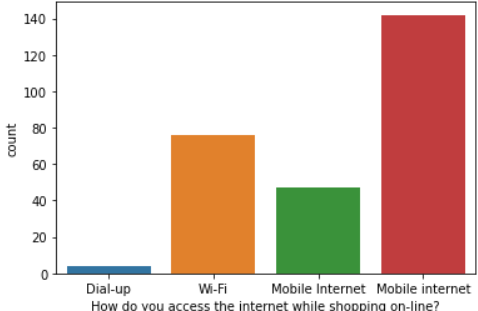 140
120
100
80
60
40
20
0
count
Dial-up Wi-Fi Mobile Internet Mobile internet
How do you access the internet while shopping on-line?